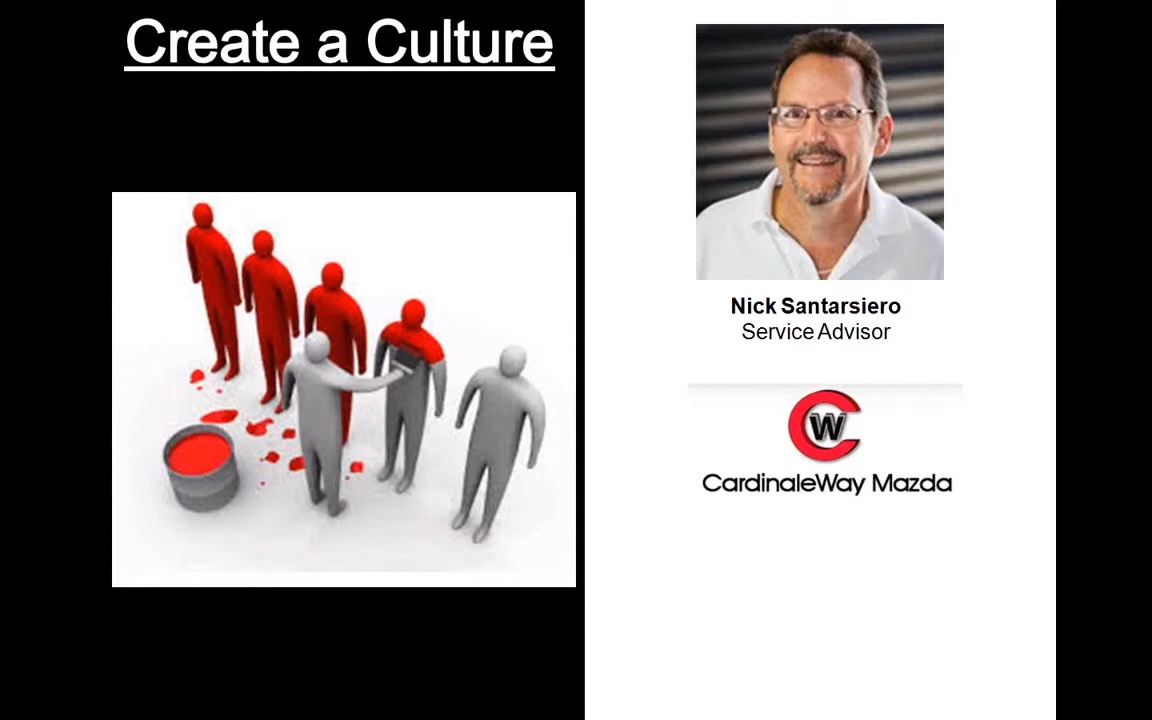 Create a Culture
Nick Santarsiero
Service Advisor
CW
CardinaleWay Mazda